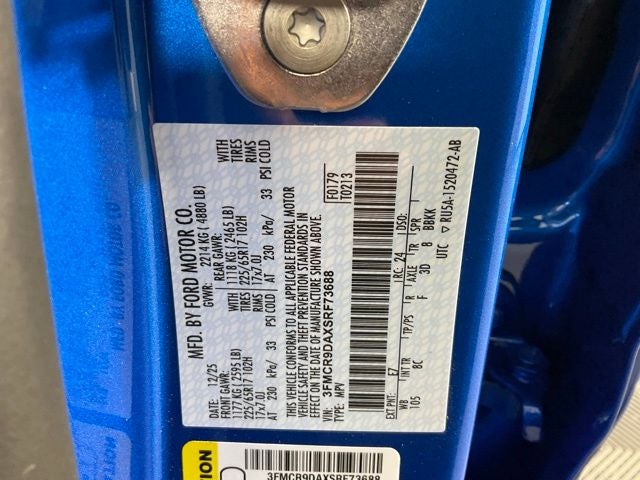 MFD. BY FORD MOTOR CO.
DATE: 12/25 GVWR: 2214 KG ( 4880 LB)
FRONT GAWR: REAR GAWR:
1177 KG ( 2595 LB) 1118 KG ( 2465 LB) WITH
225/65R17 102H 225/65R17 102H TIRES
17x7.0J 17x7.0J RIMS
AT 230 kPa/ 33 PSI COLD AT 230 kPa/ 33 PSI COLD
THIS VEHICLE CONFORMS TO ALL APPLICABLE FEDERAL MOTOR
VEHICLE SAFETY AND THEFT PREVENTION STANDARDS IN
EFFECT ON THE DATE OF MANUFACTURE SHOWN ABOVE.
VIN: 3FMCR9DAXSRF73688
TYPE: MPV
F0179
T0213
EXT PNT: E7 RC: 24 DSO:
WB INT TR TP/PS R AXLE TR SPR
105 8C F 3D 8 BBKK
UTC ▽ RU5A-1520472-AB
3FMCR9DAXSRF73688